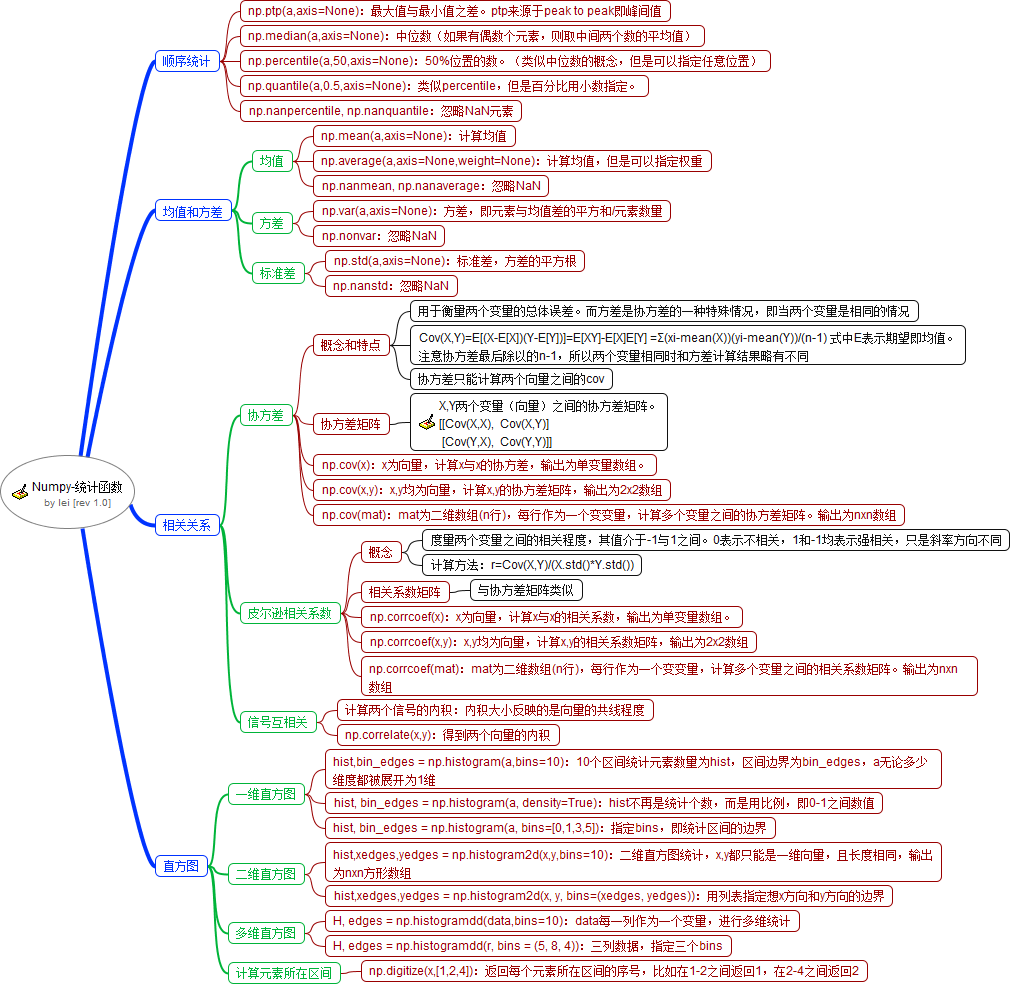 Numpy-统计函数
by lei [rev 1.0]
顺序统计
np.ptp(a,axis=None)：最大值与最小值之差。ptp来源于peak to peak即峰间值
np.median(a,axis=None)：中位数（如果有偶数个元素，则取中间两个数的平均值）
np.percentile(a,50,axis=None)：50%位置的数。（类似中位数的概念，但是可以指定任意位置）
np.quantile(a,0.5,axis=None)：类似percentile，但是百分比用小数指定。
np.nanpercentile, np.nanquantile：忽略NaN元素
均值和方差
均值
np.mean(a,axis=None)：计算均值
np.average(a,axis=None,weight=None)：计算均值，但是可以指定权重
np.nanmean, np.nanaverage：忽略NaN
方差
np.var(a,axis=None)：方差，即元素与均值差的平方和/元素数量
np.nonvar：忽略NaN
标准差
np.std(a,axis=None)：标准差，方差的平方根
np.nanstd：忽略NaN
相关关系
协方差
概念和特点
用于衡量两个变量的总体误差。而方差是协方差的一种特殊情况，即当两个变量是相同的情况
Cov(X,Y)=E[(X-E[X])(Y-E[Y])]=E[XY]-E[X]E[Y] =Σ(xi-mean(X))(yi-mean(Y))/(n-1) 式中E表示期望即均值。
注意协方差最后除以的n-1，所以两个变量相同时和方差计算结果略有不同
协方差只能计算两个向量之间的cov
协方差矩阵
X,Y两个变量（向量）之间的协方差矩阵。
[[Cov(X,X), Cov(X,Y)]
[Cov(Y,X), Cov(Y,Y)]]
np.cov(x)：x为向量，计算x与x的协方差，输出为单变量数组。
np.cov(x,y)：x,y均为向量，计算x,y的协方差矩阵，输出为2x2数组
np.cov(mat)：mat为二维数组(n行)，每行作为一个变变量，计算多个变量之间的协方差矩阵。输出为nxn数组
皮尔逊相关系数
概念
度量两个变量之间的相关程度，其值介于-1与1之间。0表示不相关，1和-1均表示强相关，只是斜率方向不同
计算方法：r=Cov(X,Y)/(X.std()*Y.std())
相关系数矩阵
与协方差矩阵类似
np.corrcoef(x)：x为向量，计算x与x的相关系数，输出为单变量数组。
np.corrcoef(x,y)：x,y均为向量，计算x,y的相关系数矩阵，输出为2x2数组
np.corrcoef(mat)：mat为二维数组(n行)，每行作为一个变变量，计算多个变量之间的相关系数矩阵。输出为nxn
数组
信号互相关
计算两个信号的内积：内积大小反映的是向量的共线程度
np.correlate(x,y)：得到两个向量的内积
直方图
一维直方图
hist,bin_edges = np.histogram(a,bins=10)：10个区间统计元素数量为hist，区间边界为bin_edges，a无论多少
维度都被展开为1维
hist, bin_edges = np.histogram(a, density=True)：hist不再是统计个数，而是用比例，即0-1之间数值
hist, bin_edges = np.histogram(a, bins=[0,1,3,5])：指定bins，即统计区间的边界
二维直方图
hist,xedges,yedges = np.histogram2d(x,y,bins=10)：二维直方图统计，x,y都只能是一维向量，且长度相同，输出
为nxn方形数组
hist,xedges,yedges = np.histogram2d(x, y, bins=(xedges, yedges))：用列表指定想x方向和y方向的边界
多维直方图
H, edges = np.histogramdd(data,bins=10)：data每一列作为一个变量，进行多维统计
H, edges = np.histogramdd(r, bins = (5, 8, 4))：三列数据，指定三个bins
计算元素所在区间
np.digitize(x,[1,2,4])：返回每个元素所在区间的序号，比如在1-2之间返回1，在2-4之间返回2